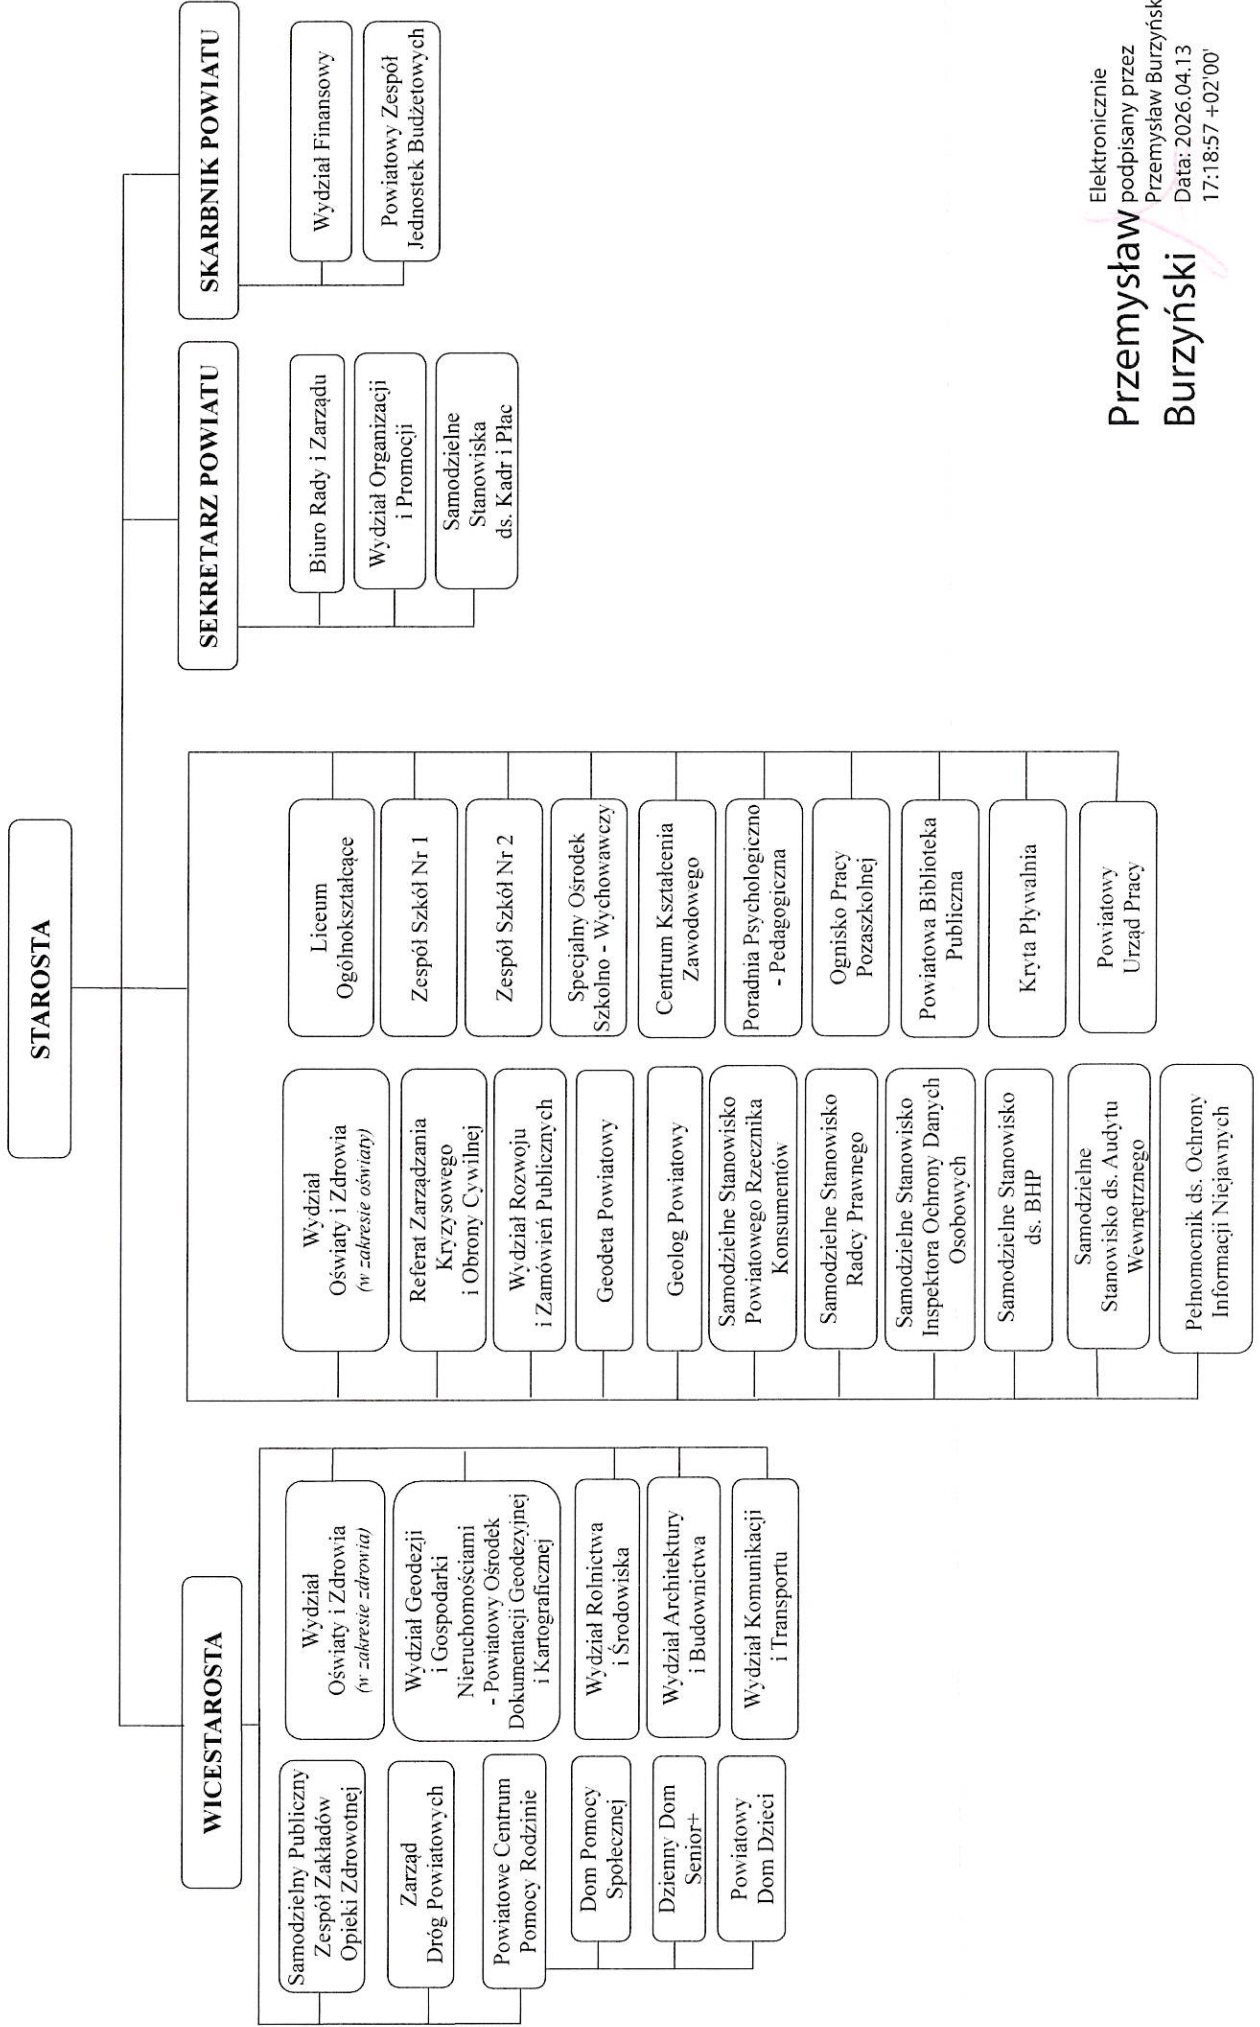 STAROSTA
WICESTAROSTA
SEKRETARZ POWIATU
SKARBNIK POWIATU
Samodzielny Publiczny
Zespół Zakładów
Opieki Zdrowotnej
Zarząd
Dróg Powiatowych
Powiatowe Centrum
Pomocy Rodzinie
Dom Pomocy
Społecznej
Dzienny Dom
Senior+
Powiatowy
Dom Dzieci
Wydział
Oświaty i Zdrowia
(w zakresie zdrowia)
Wydział Geodezji
i Gospodarki
Nieruchomościami
- Powiatowy Ośrodek
Dokumentacji Geodezyjnej
i Kartograficznej
Wydział Rolnictwa
i Środowiska
Wydział Architektury
i Budownictwa
Wydział Komunikacji
i Transportu
Wydział
Oświaty i Zdrowia
(w zakresie oświaty)
Referat Zarządzania
Kryzysowego
i Obrony Cywilnej
Wydział Rozwoju
i Zamówień Publicznych
Geodeta Powiatowy
Geolog Powiatowy
Samodzielne Stanowisko
Powiatowego Rzecznika
Konsumentów
Samodzielne Stanowisko
Radcy Prawnego
Samodzielne Stanowisko
Inspektora Ochrony Danych
Osobowych
Samodzielne Stanowisko
ds. BHP
Samodzielne
Stanowisko ds. Audytu
Wewnętrznego
Pełnomocnik ds. Ochrony
Informacji Niejawnych
Liceum
Ogólnokształcące
Zespół Szkół Nr 1
Zespół Szkół Nr 2
Specjalny Ośrodek
Szkolno - Wychowawczy
Centrum Kształcenia
Zawodowego
Poradnia Psychologiczno
- Pedagogiczna
Ognisko Pracy
Pozaszkolnej
Powiatowa Biblioteka
Publiczna
Kryta Pływalnia
Powiatowy
Urząd Pracy
Biuro Rady i Zarządu
Wydział Organizacji
i Promocji
Samodzielne
Stanowiska
ds. Kadr i Płac
Wydział Finansowy
Powiatowy Zespół
Jednostek Budżetowych
Przemysław
Burzyński
Elektronicznie
podpisany przez
Przemysław Burzyńsk
Data: 2026.04.13
17:18:57 +02'00'